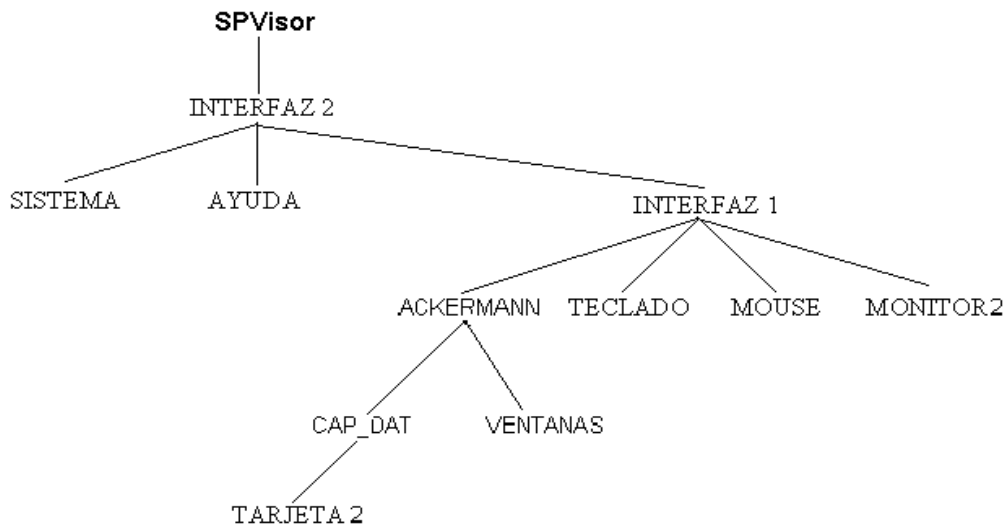 SPVisor
INTERFAZ 2
SISTEMA
AYUDA
INTERFAZ 1
ACKERMANN
TECLADO
MOUSE
MONITOR2
CAP_DAT
VENTANAS
TARJETA 2